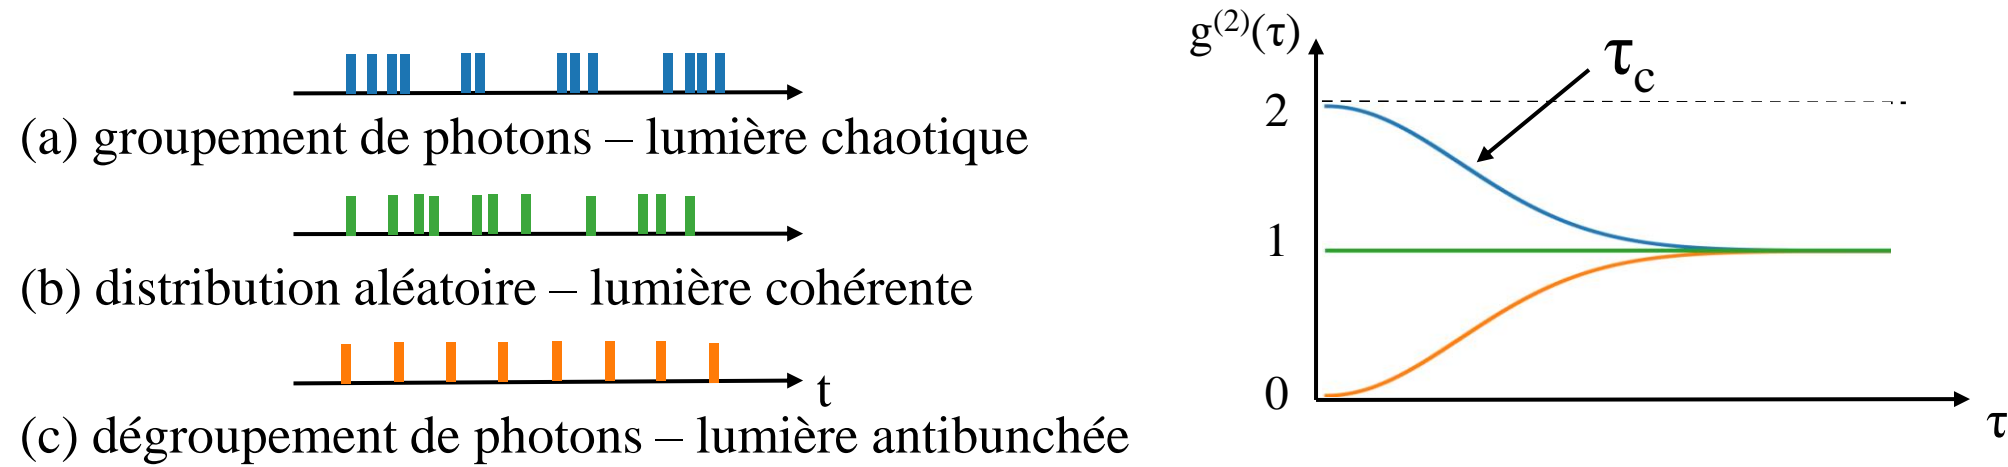 (a) groupement de photons – lumière chaotique
(b) distribution aléatoire – lumière cohérente
t
(c) dégroupement de photons – lumière antibunchée
g⁽²⁾(τ)
τc
2
1
0
τ